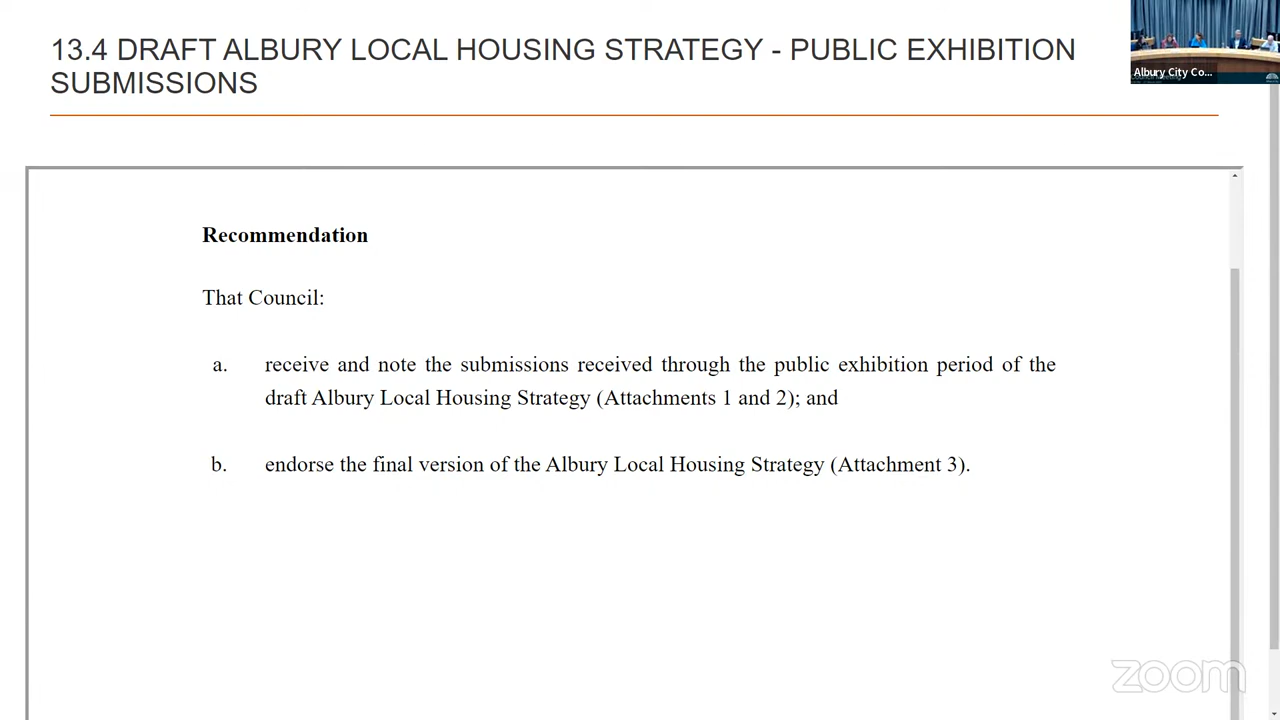 13.4 DRAFT ALBURY LOCAL HOUSING STRATEGY - PUBLIC EXHIBITION
SUBMISSIONS
Albury City Co...
Recommendation
That Council:
a. receive and note the submissions received through the public exhibition period of the
draft Albury Local Housing Strategy (Attachments 1 and 2); and
b. endorse the final version of the Albury Local Housing Strategy (Attachment 3).
zoom